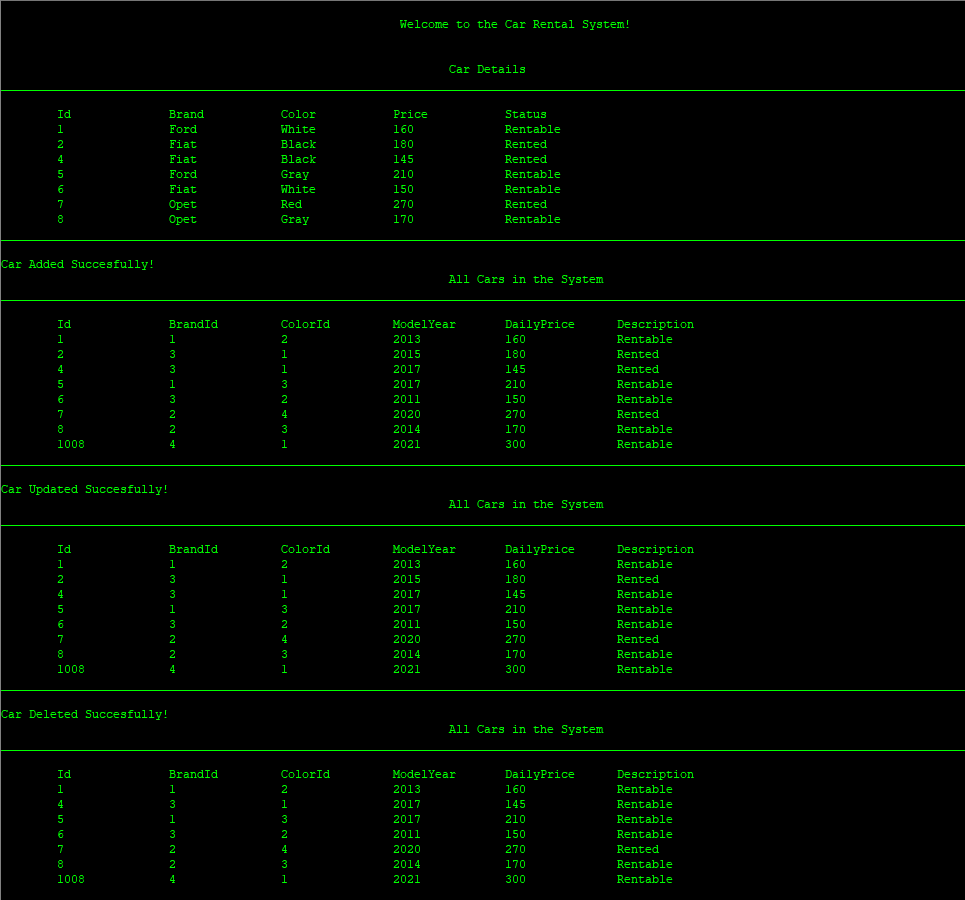 Welcome to the Car Rental System!
Car Details
Id Brand Color Price Status
1 Ford White 160 Rentable
2 Fiat Black 180 Rented
4 Fiat Black 145 Rented
5 Ford Gray 210 Rentable
6 Fiat White 150 Rentable
7 Opet Red 270 Rented
8 Opet Gray 170 Rentable
Car Added Succesfully!
All Cars in the System
Id BrandId ColorId ModelYear DailyPrice Description
1 1 2 2013 160 Rentable
2 3 1 2015 180 Rented
4 3 1 2017 145 Rented
5 1 3 2017 210 Rentable
6 3 2 2011 150 Rentable
7 2 4 2020 270 Rented
8 2 3 2014 170 Rentable
1008 4 1 2021 300 Rentable
Car Updated Succesfully!
All Cars in the System
Id BrandId ColorId ModelYear DailyPrice Description
1 1 2 2013 160 Rentable
2 3 1 2015 180 Rented
4 3 1 2017 145 Rentable
5 1 3 2017 210 Rentable
6 3 2 2011 150 Rentable
7 2 4 2020 270 Rented
8 2 3 2014 170 Rentable
1008 4 1 2021 300 Rentable
Car Deleted Succesfully!
All Cars in the System
Id BrandId ColorId ModelYear DailyPrice Description
1 1 2 2013 160 Rentable
4 3 1 2017 145 Rentable
5 1 3 2017 210 Rentable
6 3 2 2011 150 Rentable
7 2 4 2020 270 Rented
8 2 3 2014 170 Rentable
1008 4 1 2021 300 Rentable